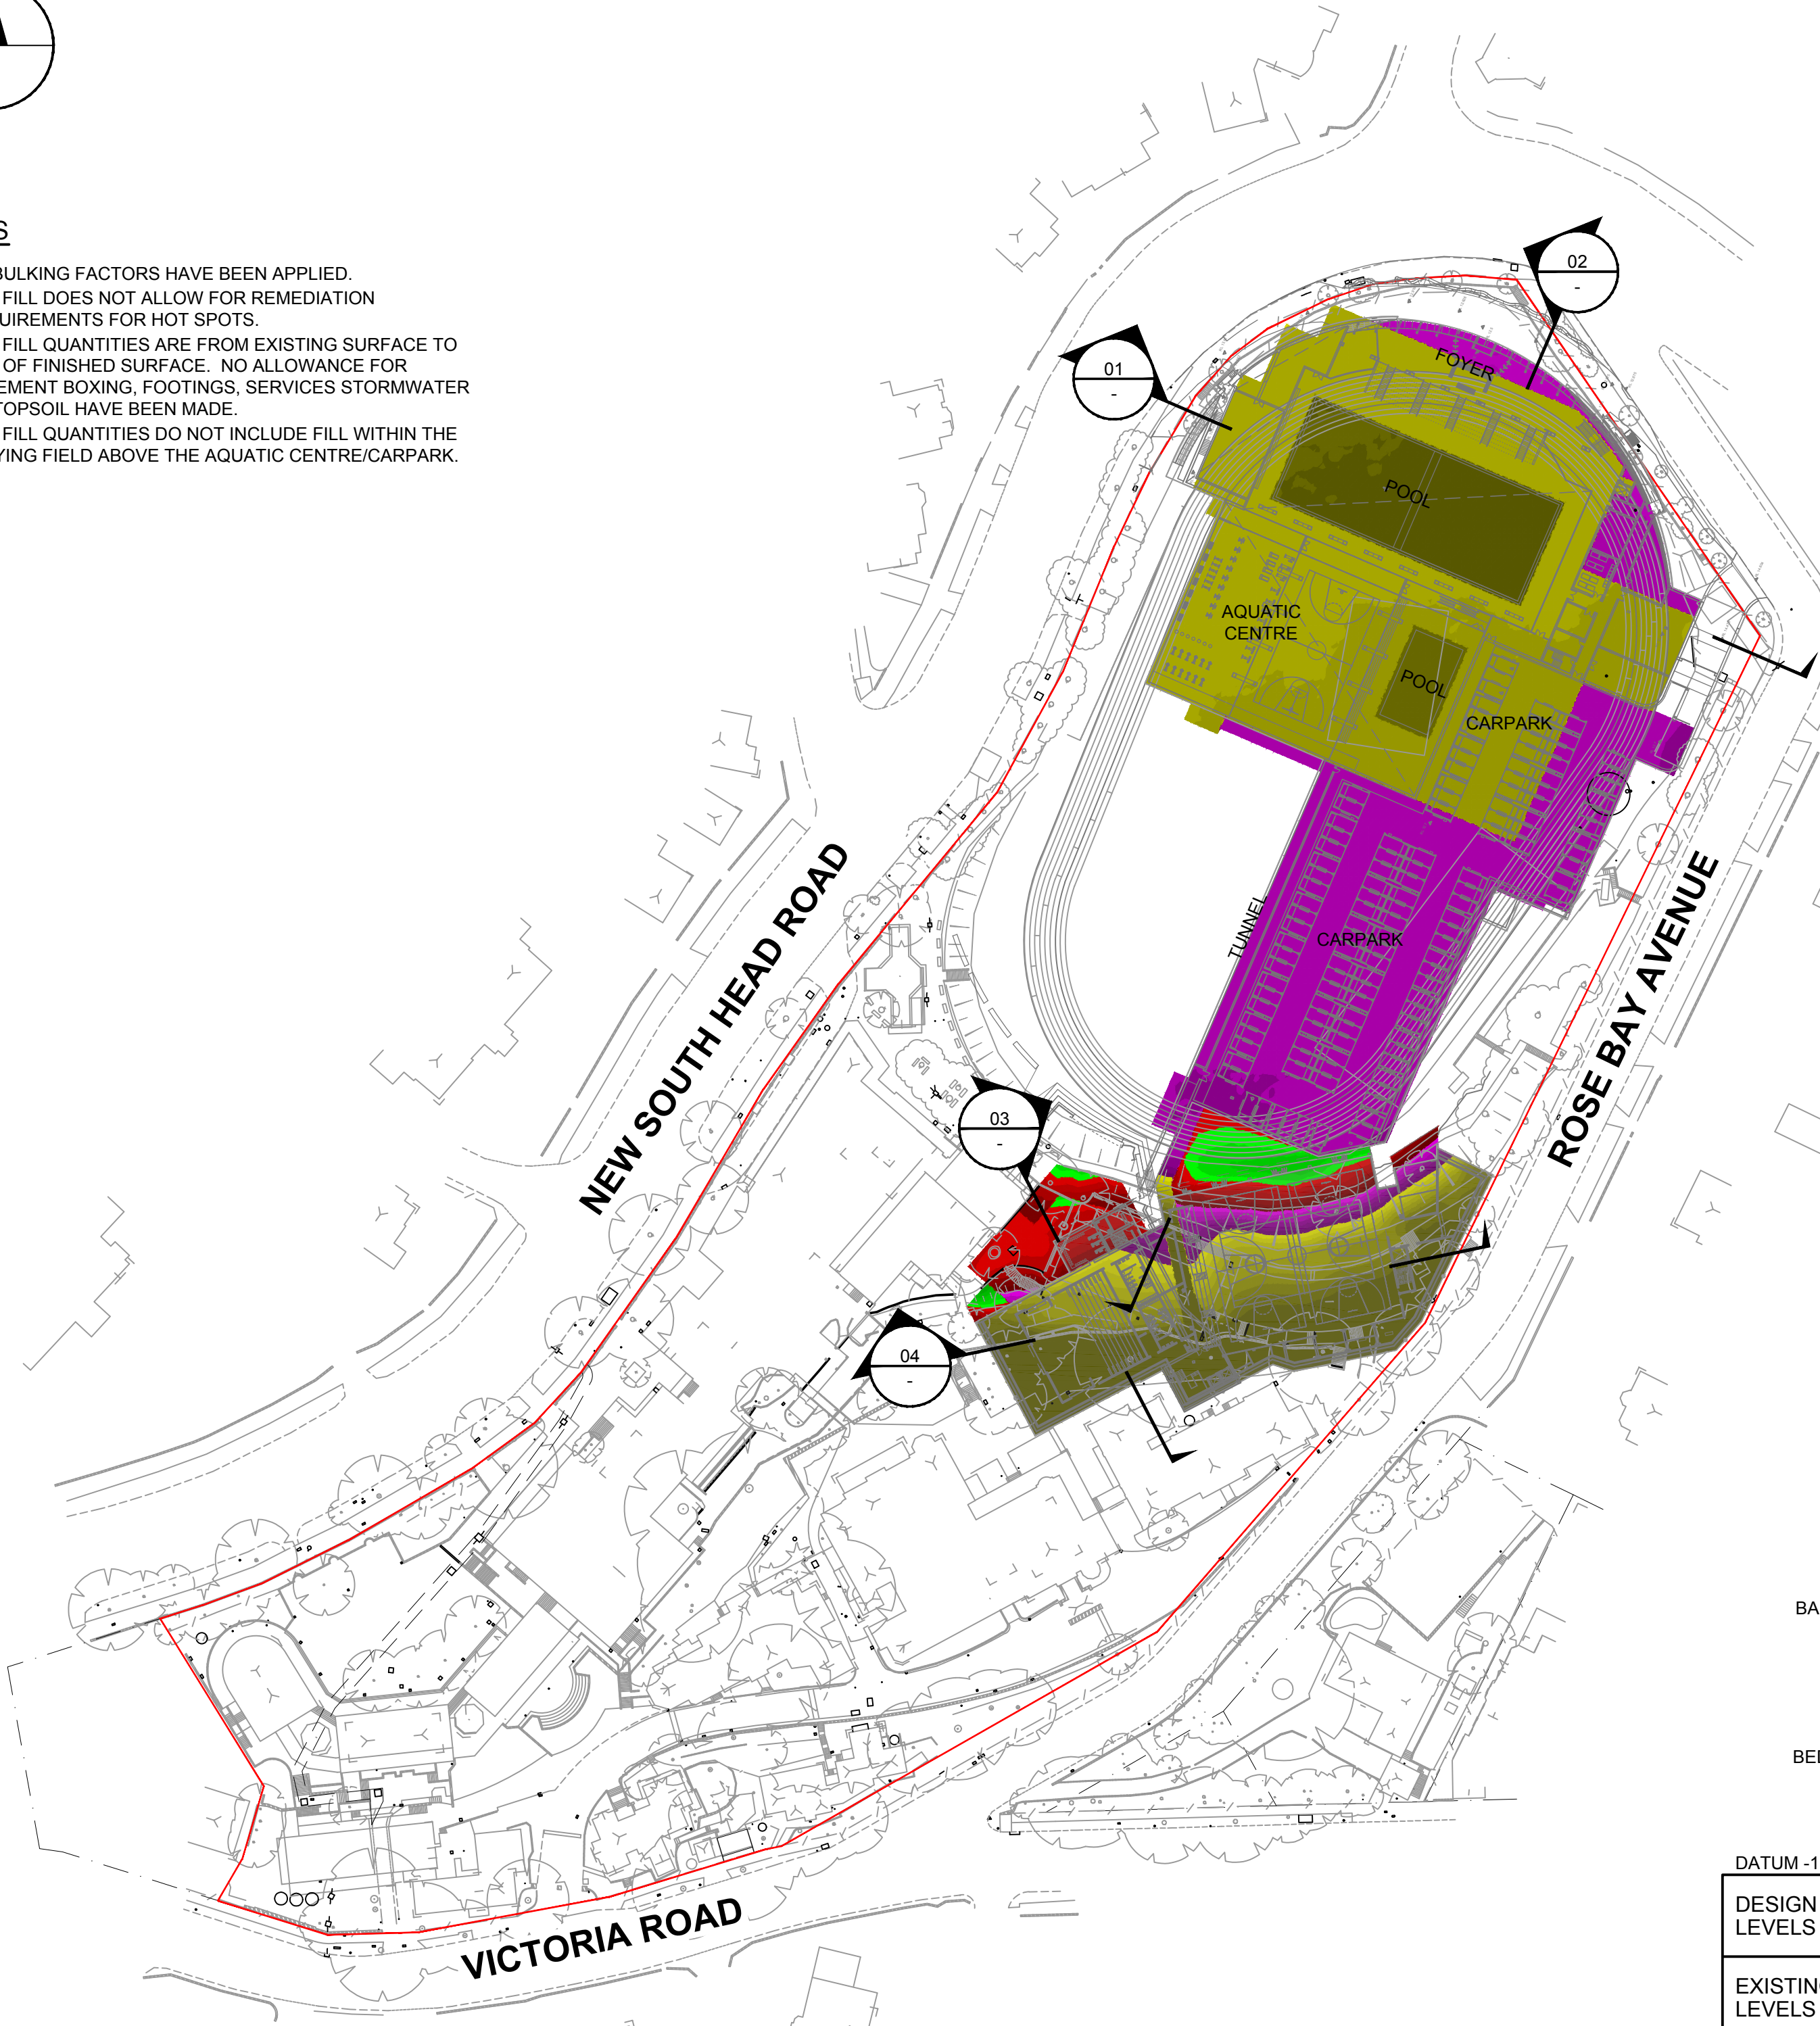 S
BULKING FACTORS HAVE BEEN APPLIED.
FILL DOES NOT ALLOW FOR REMEDIATION
UIREMENTS FOR HOT SPOTS.
FILL QUANTITIES ARE FROM EXISTING SURFACE TO
OF FINISHED SURFACE. NO ALLOWANCE FOR
EMENT BOXING, FOOTINGS, SERVICES STORMWATER
TOPSOIL HAVE BEEN MADE.
FILL QUANTITIES DO NOT INCLUDE FILL WITHIN THE
YING FIELD ABOVE THE AQUATIC CENTRE/CARPARK.
02
-
01
-
FOYER
POOL
AQUATIC
CENTRE
POOL
CARPARK
TUNNEL
CARPARK
NEW SOUTH HEAD ROAD
ROSE BAY AVENUE
03
-
04
-
VICTORIA ROAD
BA
BE
DATUM -1
DESIGN
LEVELS
EXISTIN
LEVELS